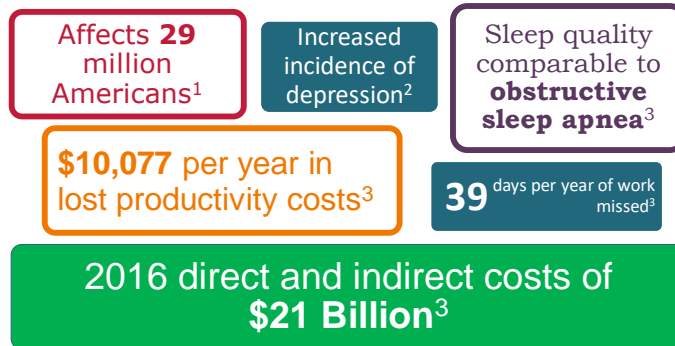 Affects 29
million
Americans¹
Increased
incidence of
depression²
Sleep quality
comparable to
obstructive
sleep apnea³
$10,077 per year in
lost productivity costs³
39 days per year of work
missed³
2016 direct and indirect costs of
$21 Billion³